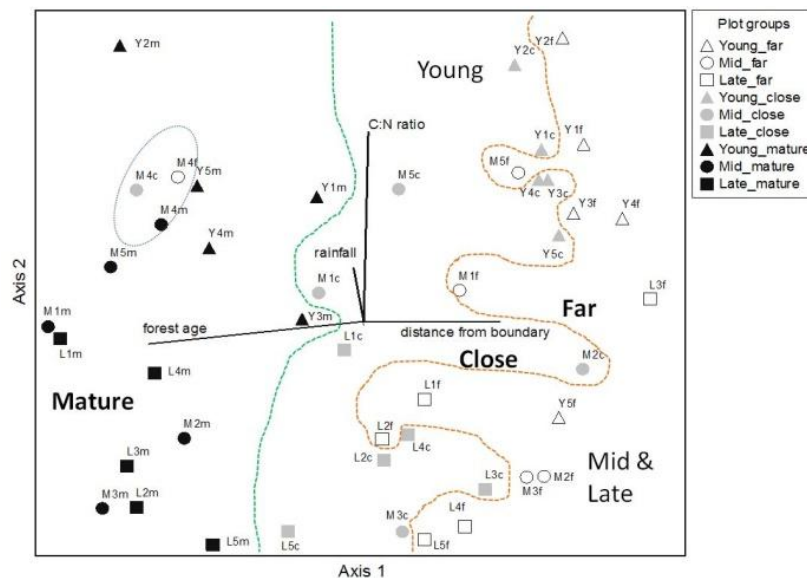 Plot groups
Young_far
Mid_far
Late_far
Young_close
Mid_close
Late_close
Young_mature
Mid_mature
Late_mature
Y2f
Y2m
Y2c
Young
C:N ratio
Y1c
Y1f
M5f
M4f
M4c
Y5m
M5c
Y1m
Y4c
Y3c
Y3f
Y4f
M4m
Y4m
Y5c
M5m
rainfall
M1c
M1f
L3f
Far
M1m
Y3m
forest age
distance from boundary
L1m
L1c
Close
M2c
L4m
Mature
L1f
Y5f
M2m
L2f
L4c
L2c
L3m
Mid &
Late
L3c
M3f
M2f
L2m
M3m
M3c
L4f
L5m
L5c
L5f
Axis 1
Axis 2